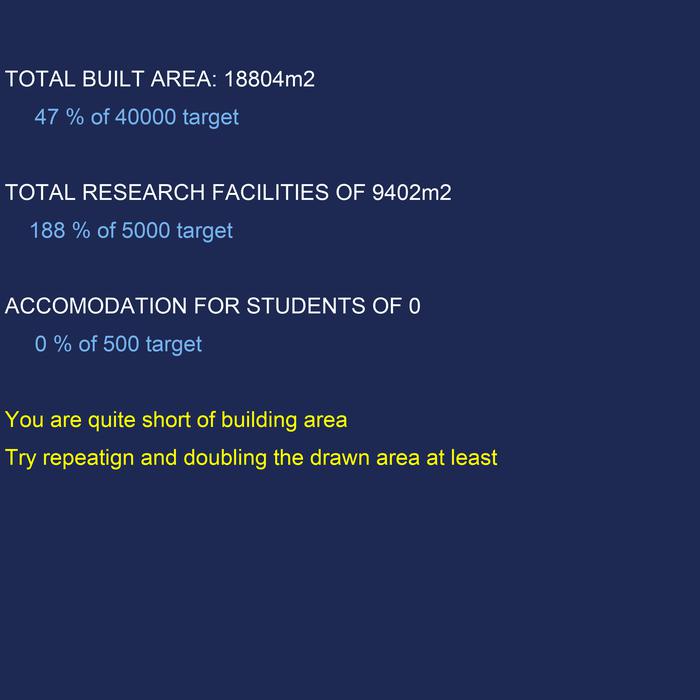 TOTAL BUILT AREA: 18804m2
47 % of 40000 target
TOTAL RESEARCH FACILITIES OF 9402m2
188 % of 5000 target
ACCOMODATION FOR STUDENTS OF 0
0 % of 500 target
You are quite short of building area
Try repeatign and doubling the drawn area at least